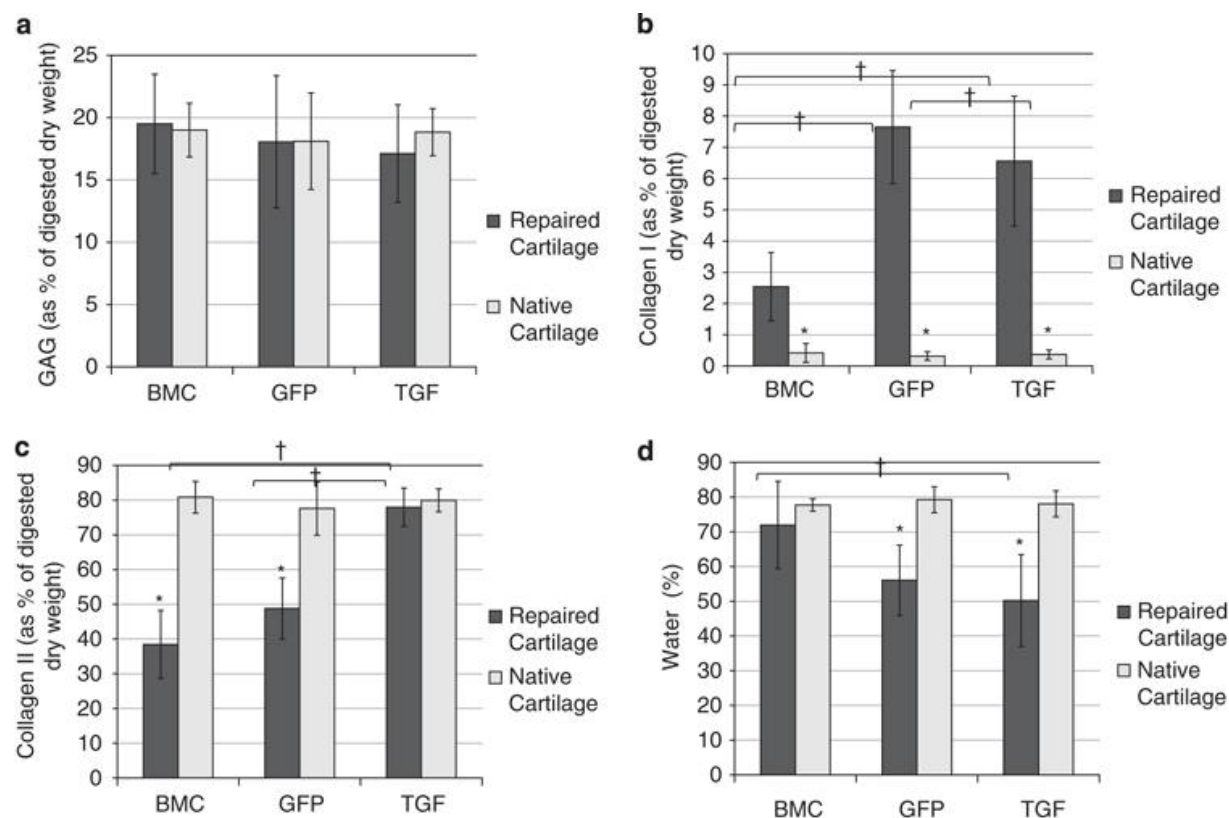 a
GAG (as % of digested dry weight)
25
20
15
10
5
0
BMC
GFP
TGF
Repaired
Cartilage
Native
Cartilage
b
Collagen I (as % of digested
dry weight)
10
9
8
7
6
5
4
3
2
1
0
†
†
†
*
*
*
BMC
GFP
TGF
Repaired
Cartilage
Native
Cartilage
c
Collagen II (as % of digested
dry weight)
90
80
70
60
50
40
30
20
10
0
†
†
*
*
BMC
GFP
TGF
Repaired
Cartilage
Native
Cartilage
d
Water (%)
90
80
70
60
50
40
30
20
10
0
†
*
*
BMC
GFP
TGF
Repaired
Cartilage
Native
Cartilage